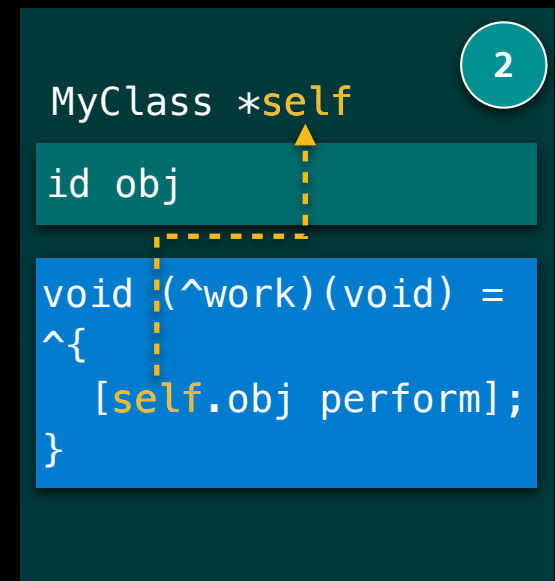 2
MyClass *self
id obj
void (^work)(void) =
^{
  [self.obj perform];
}